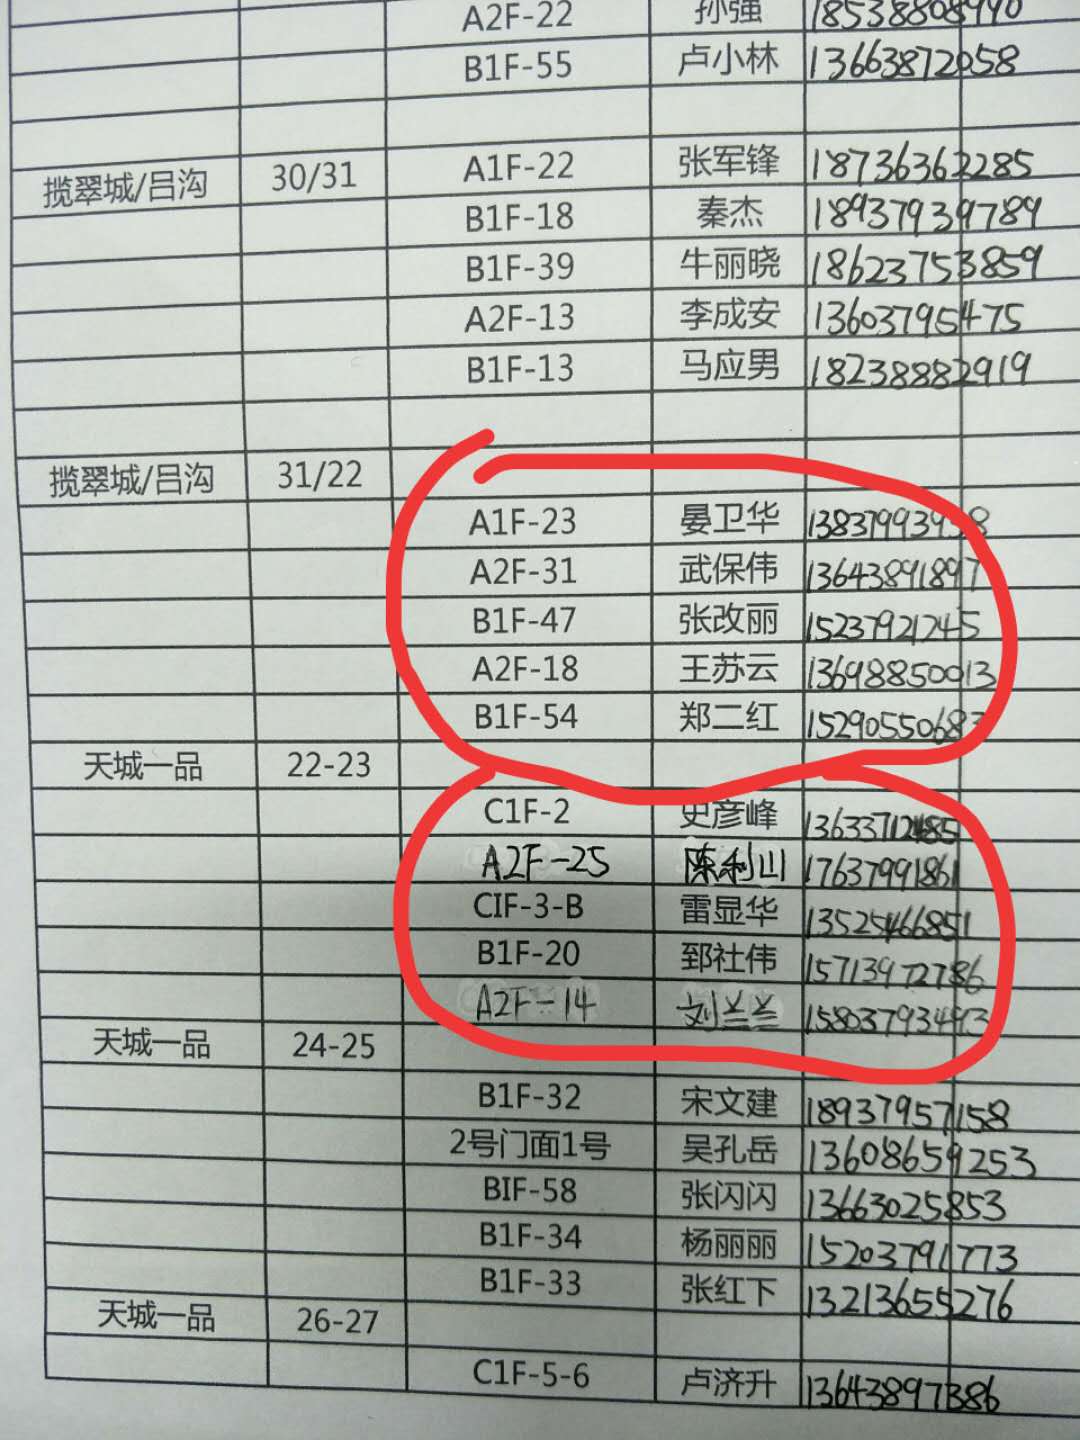 A2F-22 孙强 18538808990
B1F-55 卢小林 13663872058
揽翠城/吕沟 30/31 A1F-22 张军锋 18736362285
B1F-18 秦杰 18937939789
B1F-39 牛丽晓 18623753859
A2F-13 李成安 13603795475
B1F-13 马应男 18238882919
揽翠城/吕沟 31/22
A1F-23 晏卫华
A2F-31 武保伟 13643891897
B1F-47 张改丽 15237921245
A2F-18 王苏云 13698850013
B1F-54 郑二红 15290550683
天城一品 22-23
C1F-2 史彦峰 13633712485
A2F-25 陈利山 17637991861
CIF-3-B 雷显华 13525466851
B1F-20 郅社伟 15713972786
A2F-14 刘兰兰 15803793493
天城一品 24-25
B1F-32 宋文建 18937957158
2号门面1号 吴孔岳 13608659253
BIF-58 张闪闪 13663025853
B1F-34 杨丽丽 15203791773
B1F-33 张红下 13213655276
天城一品 26-27
C1F-5-6 卢济升 13643897386